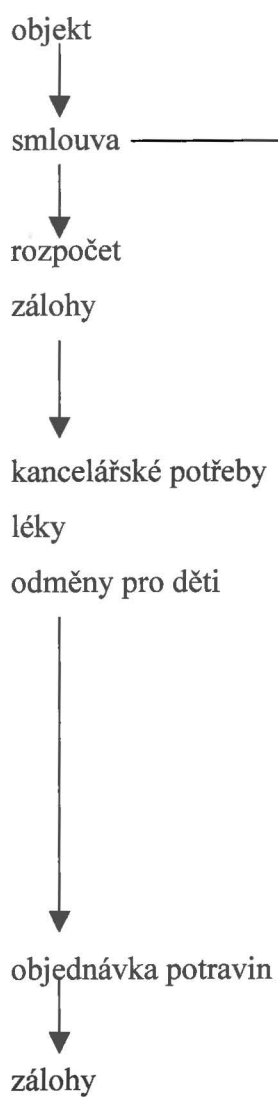 objekt
smlouva
rozpočet
zálohy
kancelářské potřeby
léky
odměny pro děti
objednávka potravin
zálohy